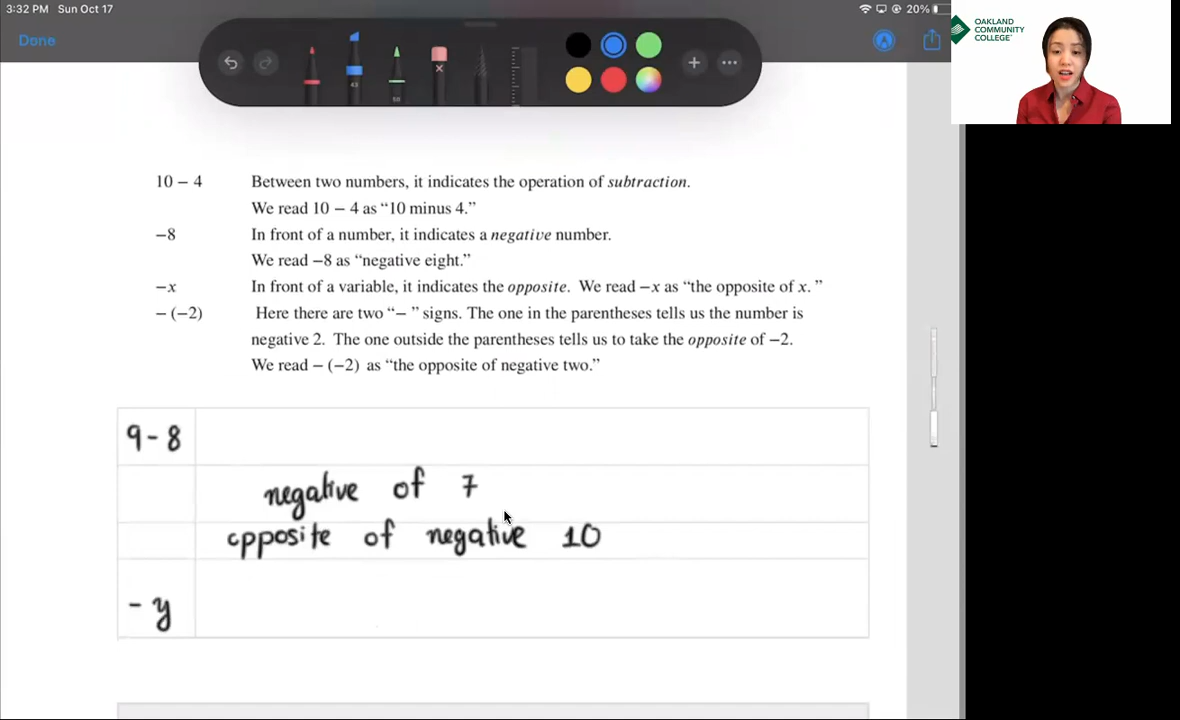 3:32 PM Sun Oct 17
20%
Done
43
50
OAKLAND
COMMUNITY
COLLEGE
10 – 4 Between two numbers, it indicates the operation of subtraction.
We read 10 – 4 as “10 minus 4.”
–8 In front of a number, it indicates a negative number.
We read –8 as “negative eight.”
–x In front of a variable, it indicates the opposite. We read –x as “the opposite of x.”
– (–2) Here there are two “– ” signs. The one in the parentheses tells us the number is
negative 2. The one outside the parentheses tells us to take the opposite of –2.
We read – (–2) as “the opposite of negative two.”
9 - 8
negative of 7
opposite of negative 10
- y